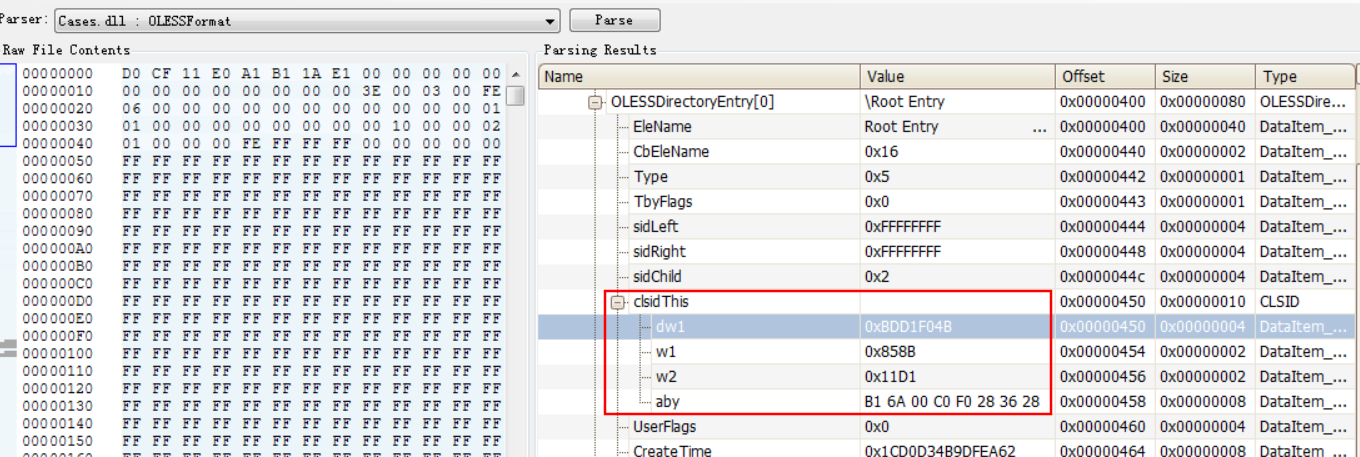 Parser: Cases.dll : OLESSFormat Parse
Raw File Contents
00000000 D0 CF 11 E0 A1 B1 1A E1 00 00 00 00 00
00000010 00 00 00 00 00 00 00 00 3E 00 03 00 FE
00000020 06 00 00 00 00 00 00 00 00 00 00 00 01
00000030 01 00 00 00 00 00 00 00 00 10 00 00 02
00000040 01 00 00 00 FE FF FF FF 00 00 00 00 00
00000050 FF FF FF FF FF FF FF FF FF FF FF FF FF
00000060 FF FF FF FF FF FF FF FF FF FF FF FF FF
00000070 FF FF FF FF FF FF FF FF FF FF FF FF FF
00000080 FF FF FF FF FF FF FF FF FF FF FF FF FF
00000090 FF FF FF FF FF FF FF FF FF FF FF FF FF
000000A0 FF FF FF FF FF FF FF FF FF FF FF FF FF
000000B0 FF FF FF FF FF FF FF FF FF FF FF FF FF
000000C0 FF FF FF FF FF FF FF FF FF FF FF FF FF
000000D0 FF FF FF FF FF FF FF FF FF FF FF FF FF
000000E0 FF FF FF FF FF FF FF FF FF FF FF FF FF
000000F0 FF FF FF FF FF FF FF FF FF FF FF FF FF
00000100 FF FF FF FF FF FF FF FF FF FF FF FF FF
00000110 FF FF FF FF FF FF FF FF FF FF FF FF FF
00000120 FF FF FF FF FF FF FF FF FF FF FF FF FF
00000130 FF FF FF FF FF FF FF FF FF FF FF FF FF
00000140 FF FF FF FF FF FF FF FF FF FF FF FF FF
00000150 FF FF FF FF FF FF FF FF FF FF FF FF FF
00000160 FF FF FF FF FF FF FF FF FF FF FF FF FF
Parsing Results
Name Value Offset Size Type
OLESSDirectoryEntry[0] \Root Entry 0x00000400 0x00000080 OLESSDire...
EleName Root Entry ... 0x00000400 0x00000040 DataItem_...
CbEleName 0x16 0x00000440 0x00000002 DataItem_...
Type 0x5 0x00000442 0x00000001 DataItem_...
TbyFlags 0x0 0x00000443 0x00000001 DataItem_...
sidLeft 0xFFFFFFFF 0x00000444 0x00000004 DataItem_...
sidRight 0xFFFFFFFF 0x00000448 0x00000004 DataItem_...
sidChild 0x2 0x0000044c 0x00000004 DataItem_...
clsidThis 0x00000450 0x00000010 CLSID
dw1 0xBDD1F04B 0x00000450 0x00000004 DataItem_...
w1 0x858B 0x00000454 0x00000002 DataItem_...
w2 0x11D1 0x00000456 0x00000002 DataItem_...
aby B1 6A 00 C0 F0 28 36 28 0x00000458 0x00000008 DataItem_...
UserFlags 0x0 0x00000460 0x00000004 DataItem_...
CreateTime 0x1CD0D34B9DFEA62 0x00000464 0x00000008 DataItem_...